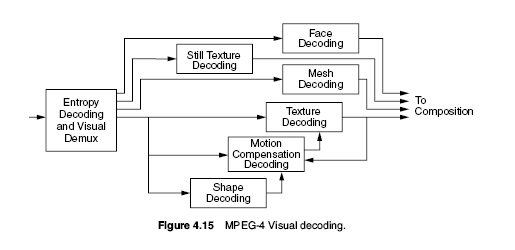 Face
Decoding
Still Texture
Decoding
Mesh
Decoding
Entropy
Decoding
and Visual
Demux
To
Composition
Texture
Decoding
Motion
Compensation
Decoding
Shape
Decoding
Figure 4.15 MPEG-4 Visual decoding.